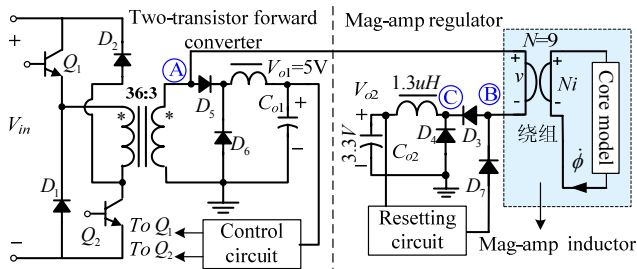 Two-transistor forward converter
Mag-amp regulator
N=9
+
Q1
D2
A
Vo1=5V
Vo2
1.3uH
C
B
+
v
-
+
Ni
-
Core model
36:3
*
*
D5
Co1
+
-
D6
Vin
+
3.3V
-
Co2
D4
D3
绕组
D7
ϕ̇
D1
Q2
To Q1
To Q2
Control circuit
Resetting circuit
Mag-amp inductor
-